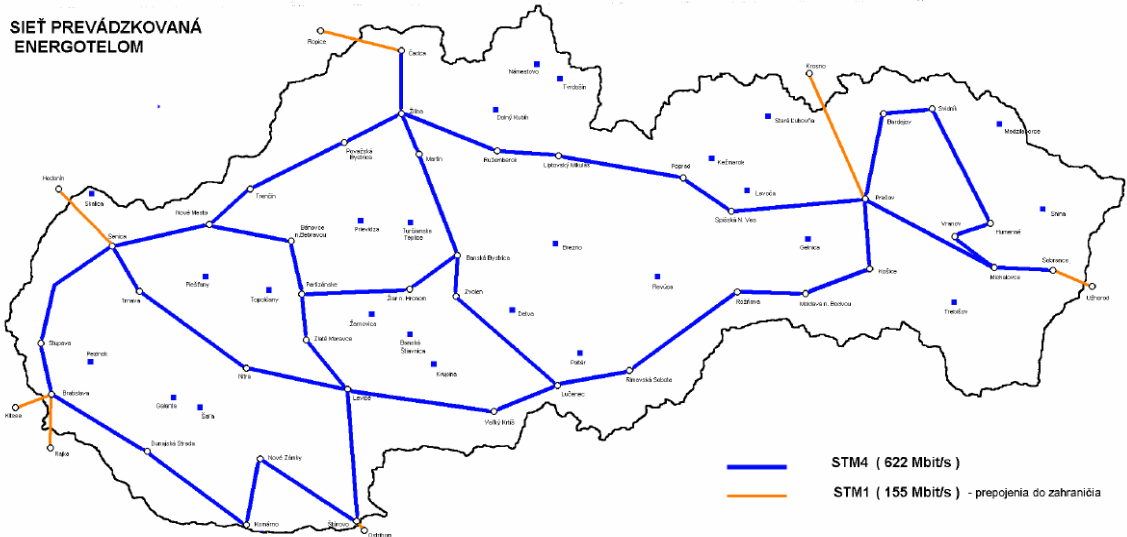 SIEŤ PREVÁDZKOVANÁ
ENERGOTELOM
Ropice
Čadca
Námestovo
Tvrdošín
Krosno
Žilina
Dolný Kubín
Stará Ľubovňa
Bardejov
Svidník
Medzilaborce
Považská
Bystrica
Martin
Ružomberok
Liptovský Mikuláš
Kežmarok
Poprad
Hodonín
Skalica
Trenčín
Levoča
Prešov
Spišská N. Ves
Nové Mesto
Bánovce
n.Bebravou
Prievidza
Turčianske
Teplice
Vranov
Humenné
Snina
Senica
Brezno
Gelnica
Banská Bystrica
Košice
Michalovce
Sobrance
Užhorod
Piešťany
Topoľčany
Partizánske
Žiar n. Hronom
Zvolen
Revúca
Rožňava
Moldava n. Bodvou
Trebišov
Trnava
Žarnovica
Detva
Stupava
Zlaté Moravce
Banská
Štiavnica
Pezinok
Krupina
Poltár
Nitra
Rimavská Sobota
Bratislava
Levice
Lučenec
Kittsee
Galanta
Šaľa
Veľký Krtíš
Rajka
Dunajská Streda
Nové Zámky
STM4 ( 622 Mbit/s )
STM1 ( 155 Mbit/s ) - prepojenia do zahraničia
Komárno
Štúrovo
Ostrihom